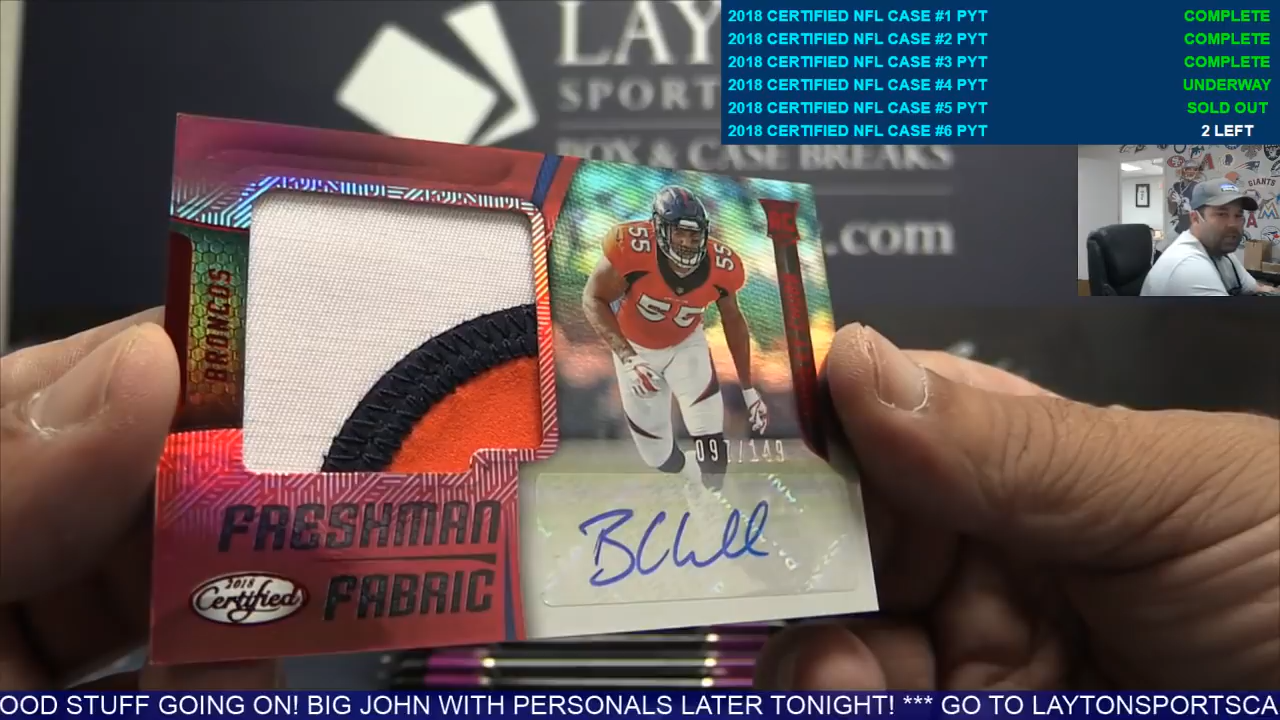 2018 CERTIFIED NFL CASE #1 PYT COMPLETE
2018 CERTIFIED NFL CASE #2 PYT COMPLETE
2018 CERTIFIED NFL CASE #3 PYT COMPLETE
2018 CERTIFIED NFL CASE #4 PYT UNDERWAY
2018 CERTIFIED NFL CASE #5 PYT SOLD OUT
2018 CERTIFIED NFL CASE #6 PYT 2 LEFT
LAY
SPORT
BOX & CASE BREAKS
.com
GIANTS
BRONCOS
RC
55
55
55
097/149
FRESHMAN
FABRIC
2018
Certified
OOD STUFF GOING ON! BIG JOHN WITH PERSONALS LATER TONIGHT! *** GO TO LAYTONSPORTSCA